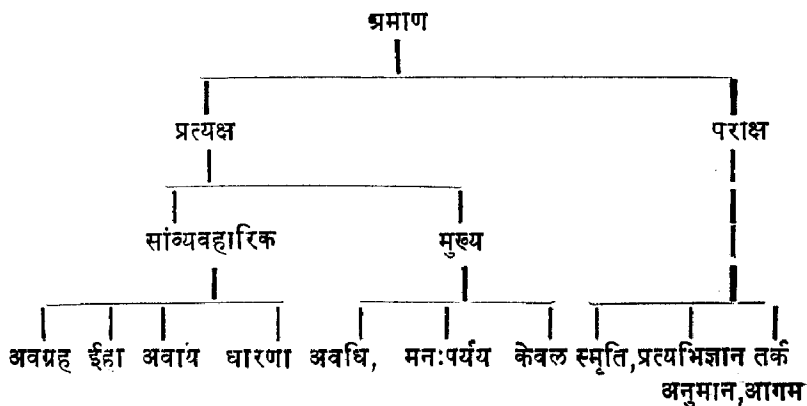 प्रमाण
प्रत्यक्ष परोक्ष
सांव्यवहारिक मुख्य
अवग्रह ईहा अवाय धारणा अवधि, मनःपर्यय केवल स्मृति, प्रत्यभिज्ञान तर्क
अनुमान, आगम